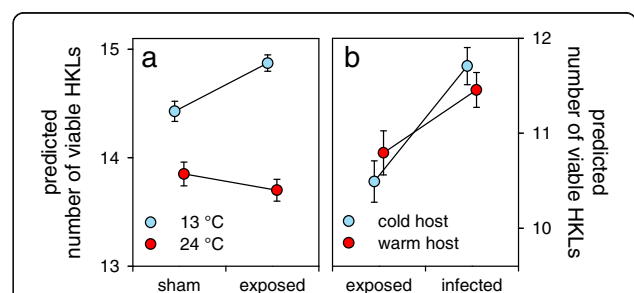 a
b
predicted
number of viable HKLs
15
14
13
13 °C
24 °C
sham exposed
12
11
10
cold host
warm host
exposed infected
predicted
number of viable HKLs